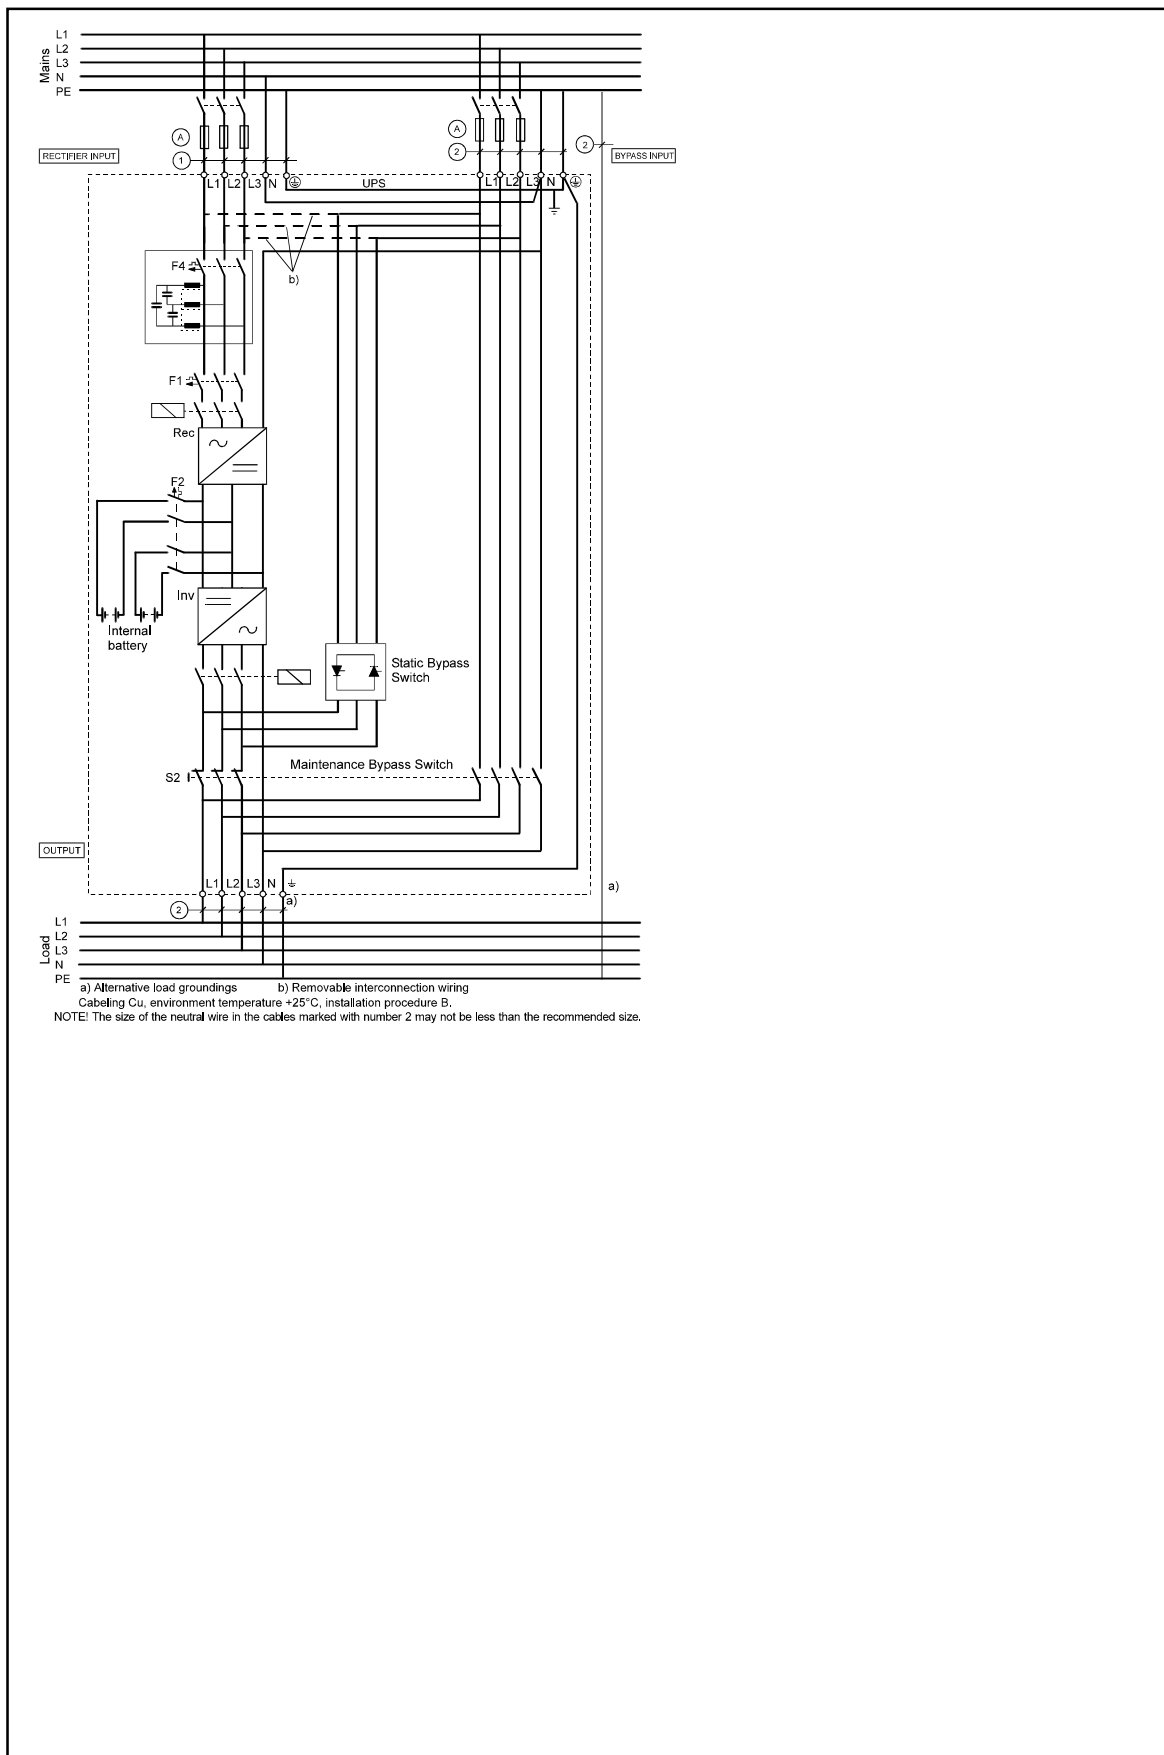 Mains
L1
L2
L3
N
PE
A
A
1
2
2
RECTIFIER INPUT
BYPASS INPUT
L1 L2 L3 N
UPS
L1 L2 L3 N
b)
F4
F1
Rec
F2
Inv
Internal
battery
Static Bypass
Switch
Maintenance Bypass Switch
S2
OUTPUT
L1 L2 L3 N
a)
a)
2
Load
L1
L2
L3
N
PE
a) Alternative load groundings b) Removable interconnection wiring
Cabeling Cu, environment temperature +25°C, installation procedure B.
NOTE! The size of the neutral wire in the cables marked with number 2 may not be less than the recommended size.